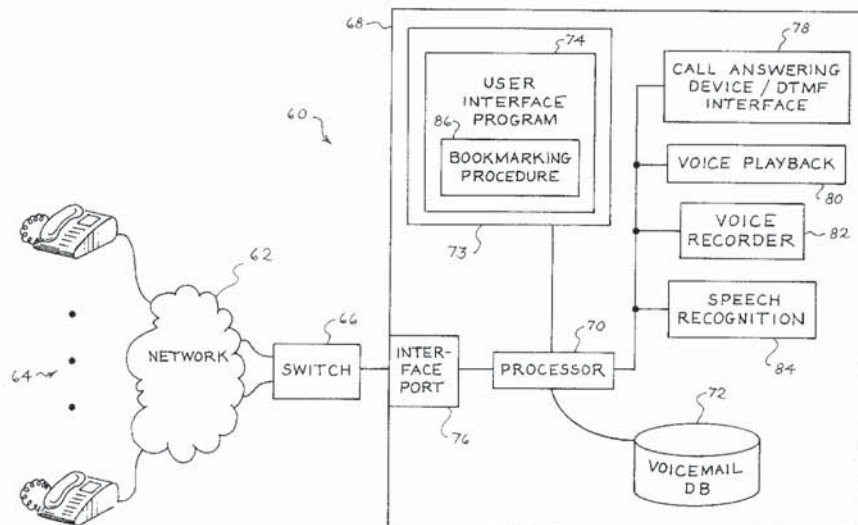 68
74
USER
INTERFACE
PROGRAM
86
BOOKMARKING
PROCEDURE
73
60
78
CALL ANSWERING
DEVICE / DTMF
INTERFACE
VOICE PLAYBACK
80
VOICE
RECORDER
82
SPEECH
RECOGNITION
84
62
NETWORK
64
66
SWITCH
INTER-
FACE
PORT
76
70
PROCESSOR
72
VOICEMAIL
DB